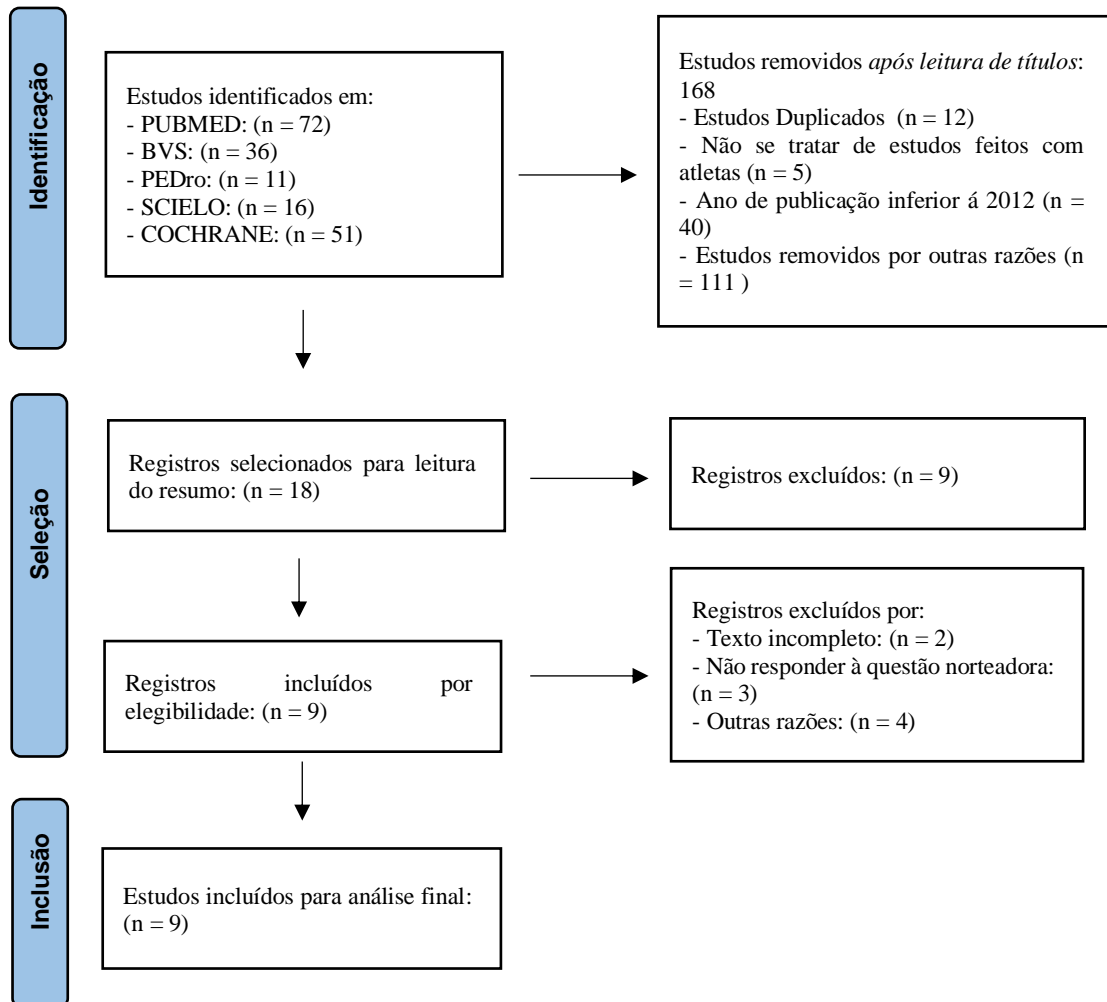 Identificação
Estudos identificados em:
- PUBMED: (n = 72)
- BVS: (n = 36)
- PEDro: (n = 11)
- SCIELO: (n = 16)
- COCHRANE: (n = 51)
Estudos removidos após leitura de títulos:
168
- Estudos Duplicados (n = 12)
- Não se tratar de estudos feitos com
atletas (n = 5)
- Ano de publicação inferior á 2012 (n =
40)
- Estudos removidos por outras razões (n
= 111 )
Seleção
Registros selecionados para leitura
do resumo: (n = 18)
Registros excluídos: (n = 9)
Registros incluídos por
elegibilidade: (n = 9)
Registros excluídos por:
- Texto incompleto: (n = 2)
- Não responder à questão norteadora:
(n = 3)
- Outras razões: (n = 4)
Inclusão
Estudos incluídos para análise final:
(n = 9)